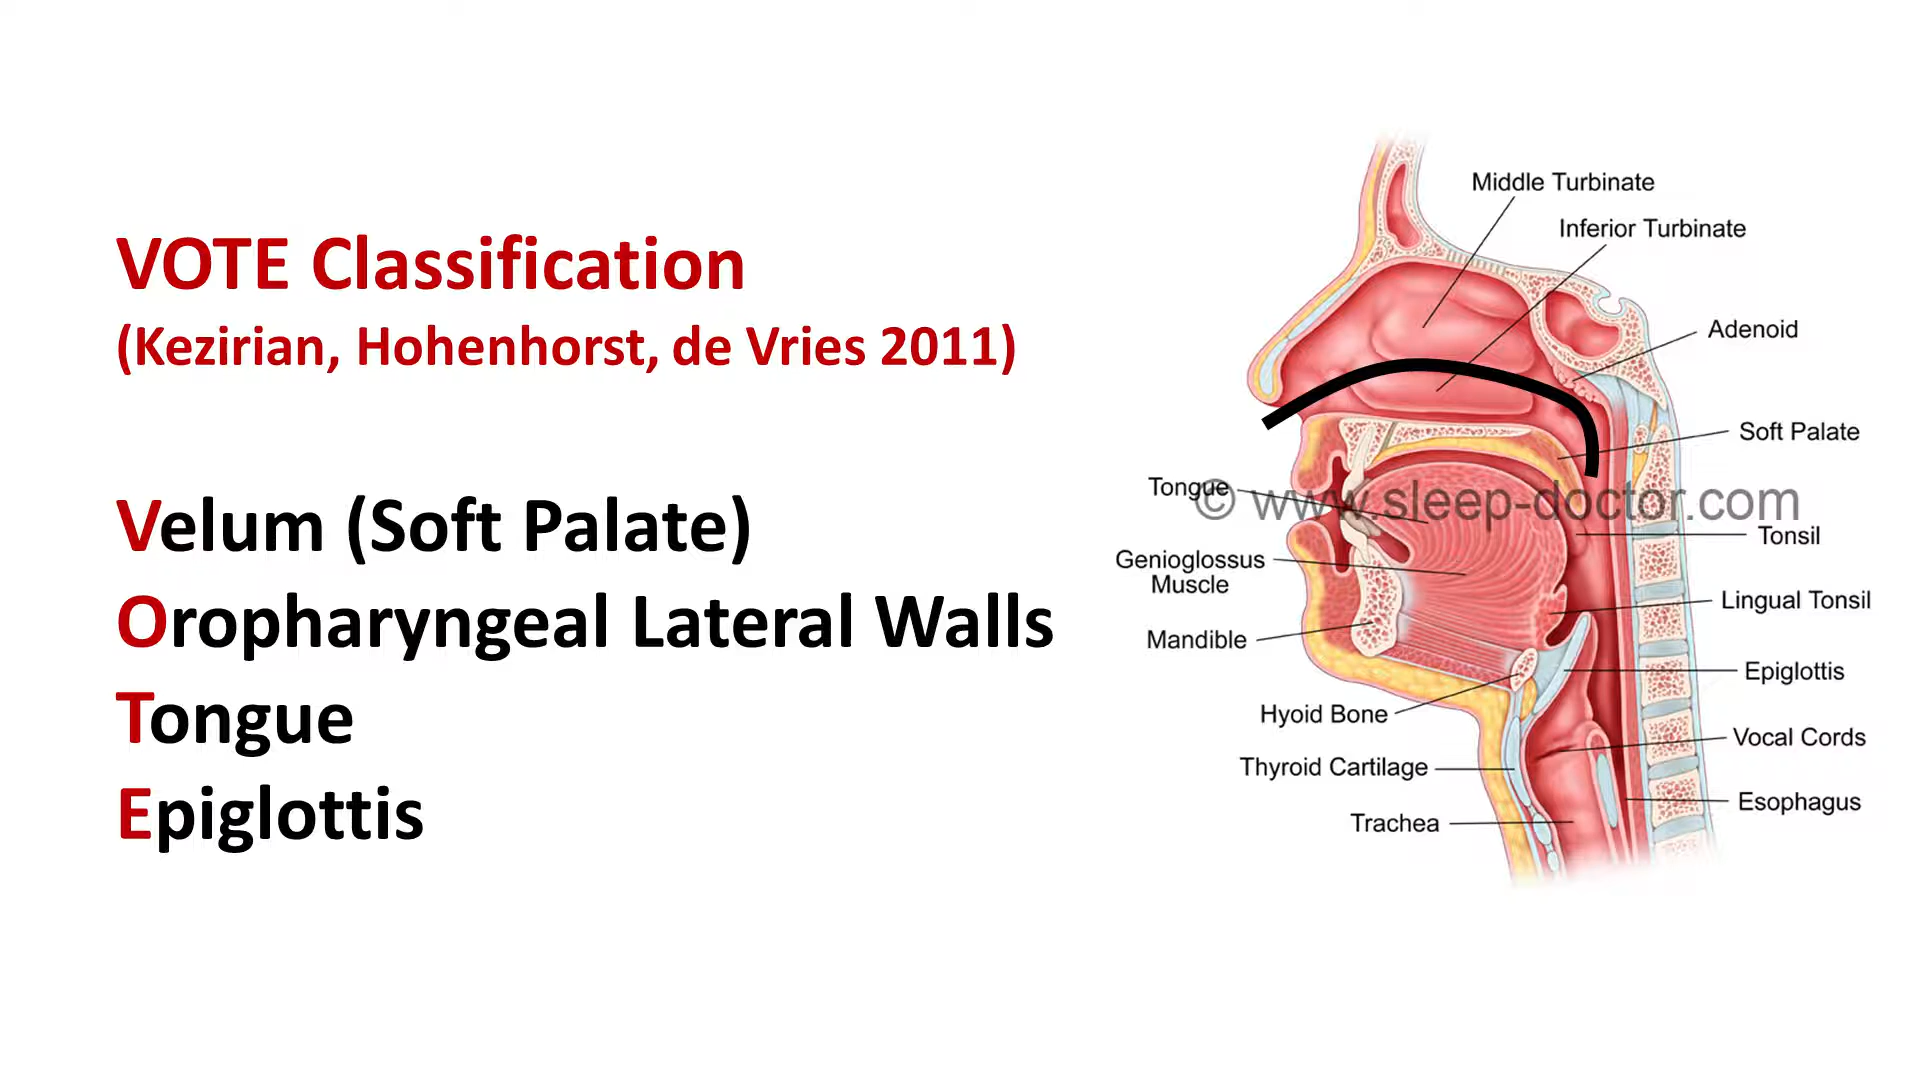 VOTE Classification
(Kezirian, Hohenhorst, de Vries 2011)
Velum (Soft Palate)
Oropharyngeal Lateral Walls
Tongue
Epiglottis
Middle Turbinate
Inferior Turbinate
Adenoid
Soft Palate
Tongue
© www.sleep-doctor.com
Tonsil
Genioglossus
Muscle
Lingual Tonsil
Mandible
Epiglottis
Hyoid Bone
Vocal Cords
Thyroid Cartilage
Esophagus
Trachea